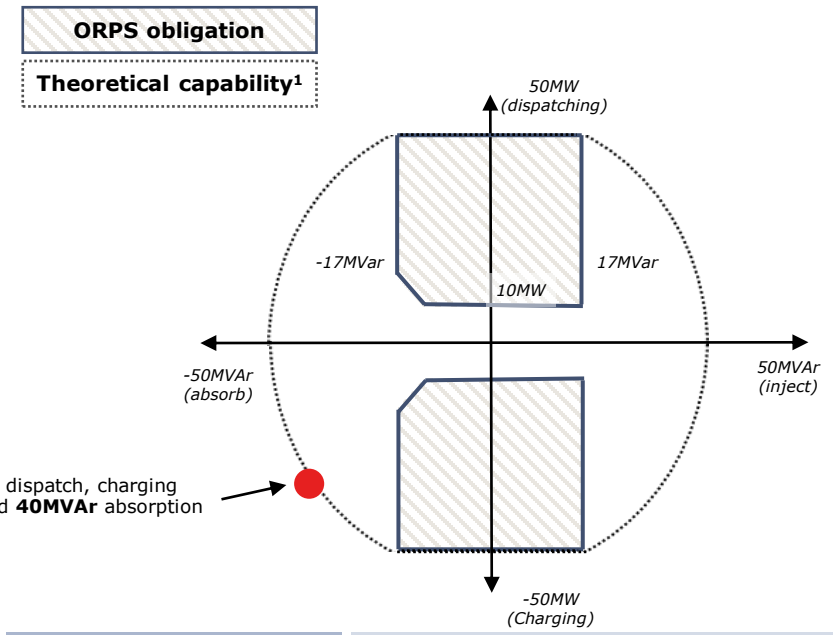 ORPS obligation
Theoretical capability¹
50MW
(dispatching)
-17MVar
17MVar
10MW
-50MVAr
(absorb)
50MVAr
(inject)
dispatch, charging
40MVAr absorption
-50MW
(Charging)